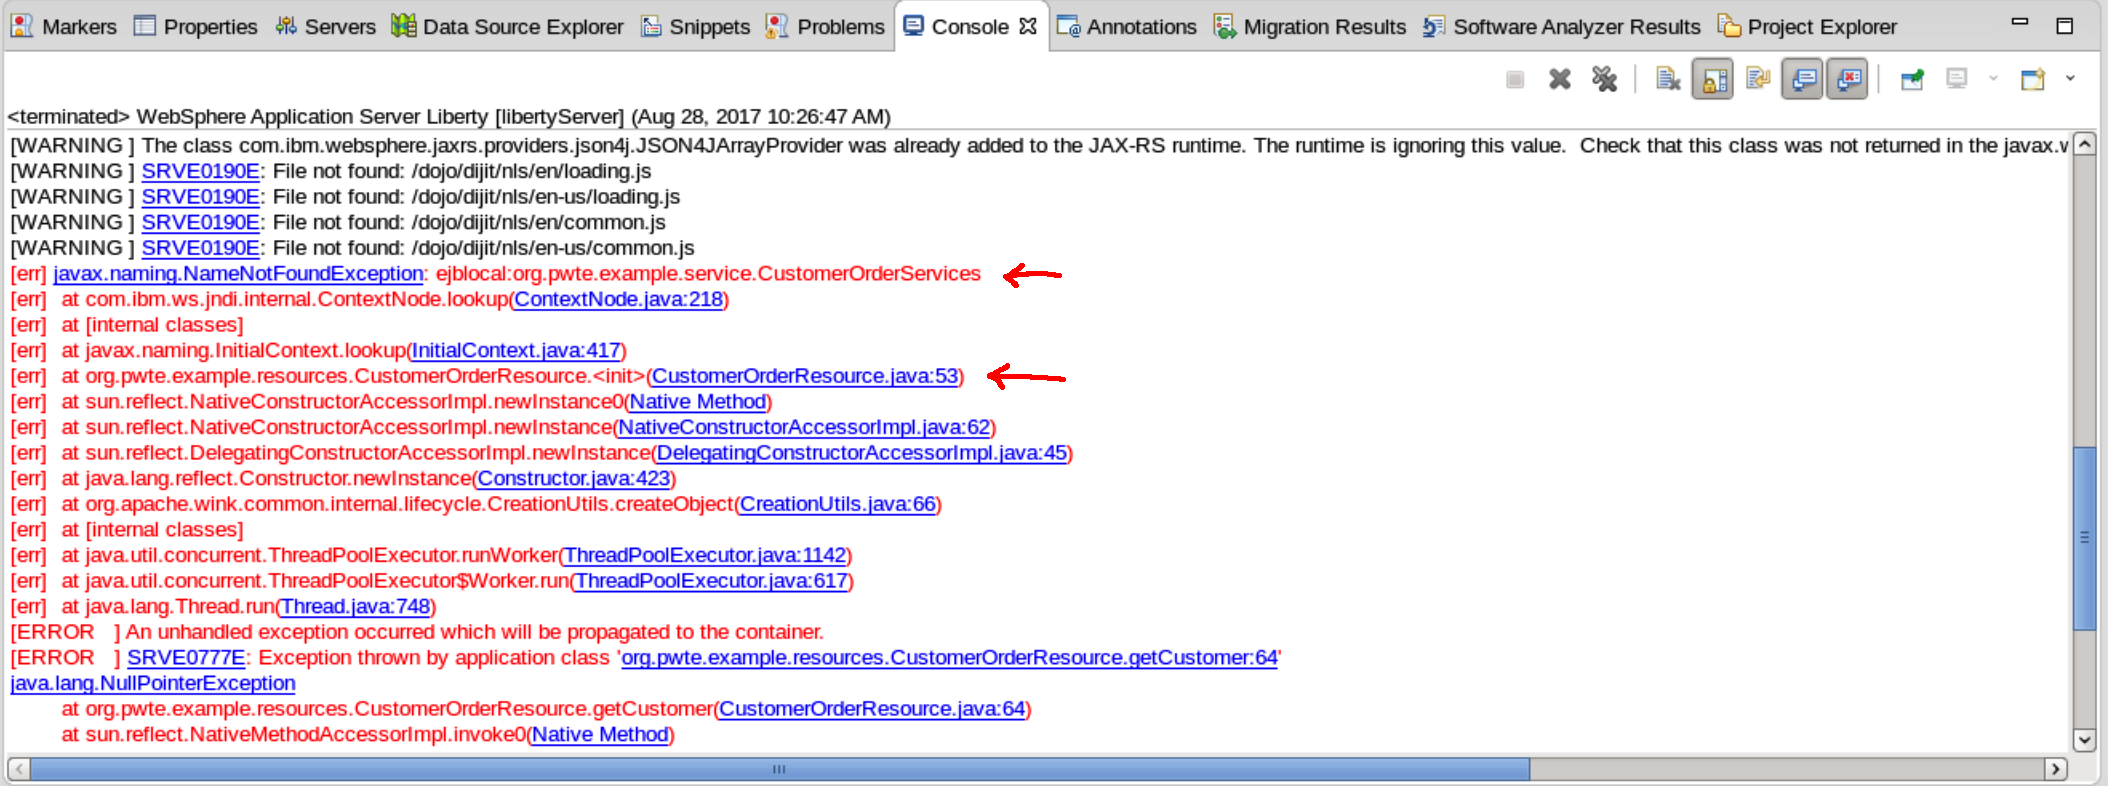 Markers Properties Servers Data Source Explorer Snippets Problems Console Annotations Migration Results Software Analyzer Results Project Explorer
<terminated> WebSphere Application Server Liberty [libertyServer] (Aug 28, 2017 10:26:47 AM)
[WARNING ] The class com.ibm.websphere.jaxrs.providers.json4j.JSON4JArrayProvider was already added to the JAX-RS runtime. The runtime is ignoring this value.  Check that this class was not returned in the javax.w
[WARNING ] SRVE0190E: File not found: /dojo/dijit/nls/en/loading.js
[WARNING ] SRVE0190E: File not found: /dojo/dijit/nls/en-us/loading.js
[WARNING ] SRVE0190E: File not found: /dojo/dijit/nls/en/common.js
[WARNING ] SRVE0190E: File not found: /dojo/dijit/nls/en-us/common.js
[err] javax.naming.NameNotFoundException: ejblocal:org.pwte.example.service.CustomerOrderServices
[err]   at com.ibm.ws.jndi.internal.ContextNode.lookup(ContextNode.java:218)
[err]   at [internal classes]
[err]   at javax.naming.InitialContext.lookup(InitialContext.java:417)
[err]   at org.pwte.example.resources.CustomerOrderResource.<init>(CustomerOrderResource.java:53)
[err]   at sun.reflect.NativeConstructorAccessorImpl.newInstance0(Native Method)
[err]   at sun.reflect.NativeConstructorAccessorImpl.newInstance(NativeConstructorAccessorImpl.java:62)
[err]   at sun.reflect.DelegatingConstructorAccessorImpl.newInstance(DelegatingConstructorAccessorImpl.java:45)
[err]   at java.lang.reflect.Constructor.newInstance(Constructor.java:423)
[err]   at org.apache.wink.common.internal.lifecycle.CreationUtils.createObject(CreationUtils.java:66)
[err]   at [internal classes]
[err]   at java.util.concurrent.ThreadPoolExecutor.runWorker(ThreadPoolExecutor.java:1142)
[err]   at java.util.concurrent.ThreadPoolExecutor$Worker.run(ThreadPoolExecutor.java:617)
[err]   at java.lang.Thread.run(Thread.java:748)
[ERROR   ] An unhandled exception occurred which will be propagated to the container.
[ERROR   ] SRVE0777E: Exception thrown by application class 'org.pwte.example.resources.CustomerOrderResource.getCustomer:64'
java.lang.NullPointerException
at org.pwte.example.resources.CustomerOrderResource.getCustomer(CustomerOrderResource.java:64)
at sun.reflect.NativeMethodAccessorImpl.invoke0(Native Method)